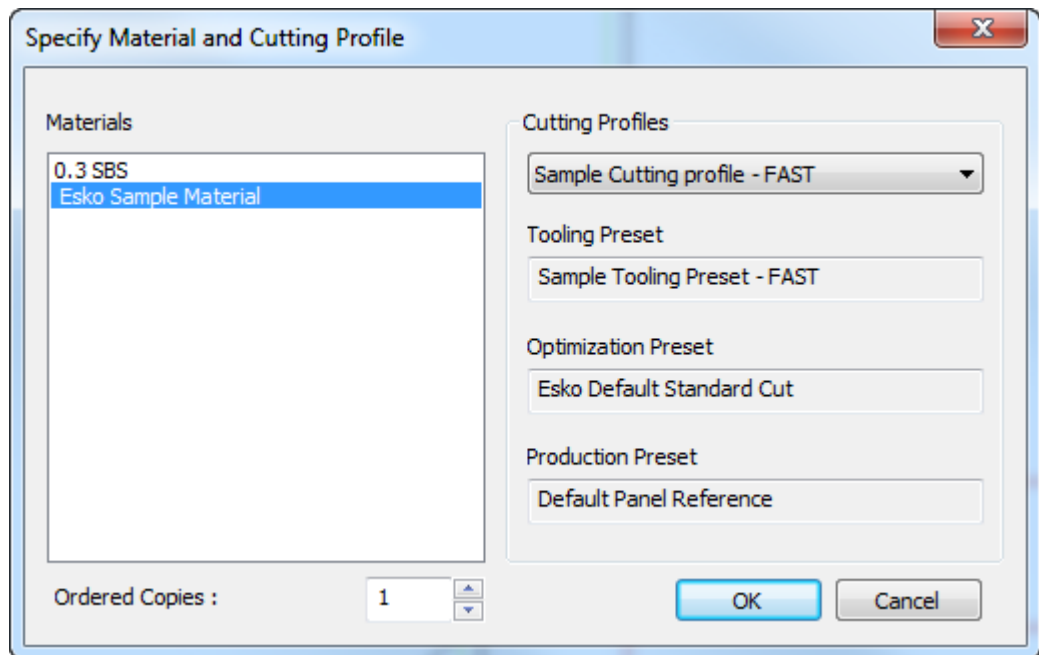 Specify Material and Cutting Profile
Materials
0.3 SBS
Esko Sample Material
Ordered Copies :
1
Cutting Profiles
Sample Cutting profile - FAST
Tooling Preset
Sample Tooling Preset - FAST
Optimization Preset
Esko Default Standard Cut
Production Preset
Default Panel Reference
OK
Cancel